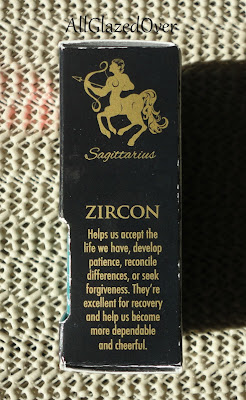 AllGlazedOver
Sagittarius
ZIRCON
Helps us accept the
life we have, develop
patience, reconcile
differences, or seek
forgiveness. They're
excellent for recovery
and help us become
more dependable
and cheerful.